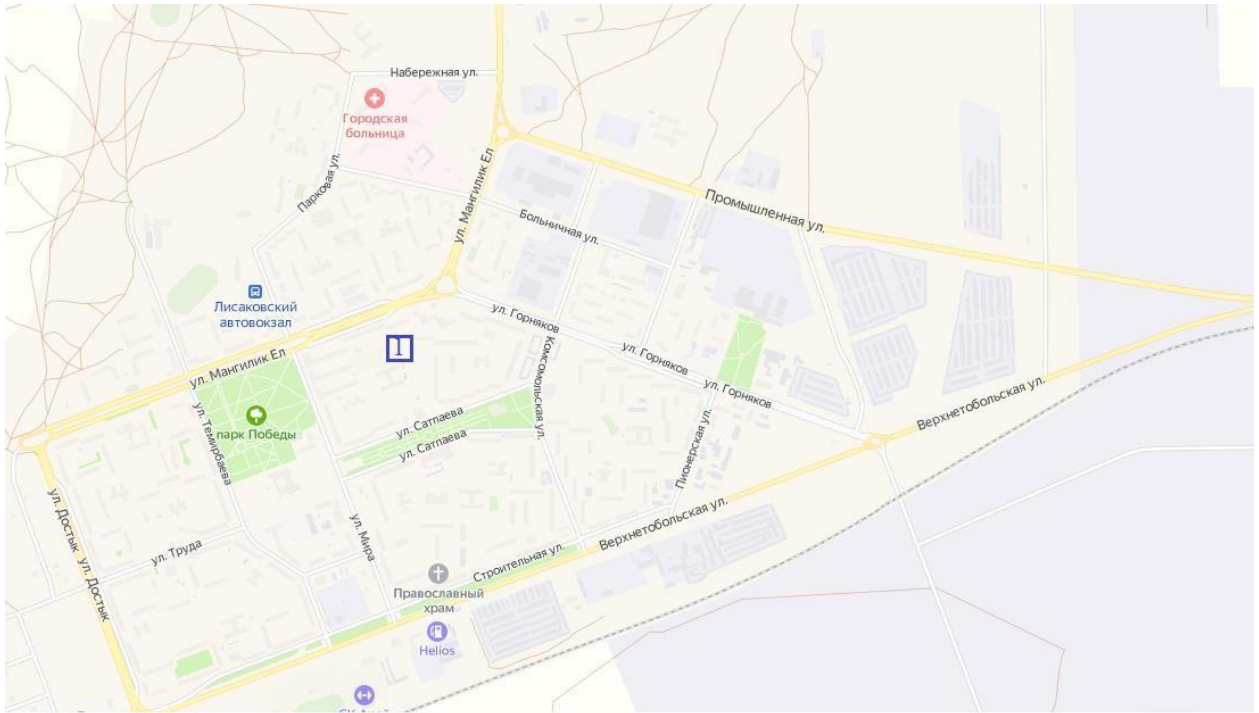 Набережная ул.
Городская
больница
Парковая ул.
ул. Мангилик Ел
Промышленная ул.
Больничная ул.
Лисаковский
автовокзал
ул. Горняков
I
ул. Мангилик Ел
Комсомольская ул.
ул. Горняков
ул. Горняков
Верхнетобольская ул.
ул. Темирбаева
парк Победы
ул. Сатпаева
ул. Сатпаева
Пионерская ул.
ул. Достык
ул. Достык
ул. Труда
ул. Мира
Верхнетобольская ул.
Строительная ул.
Православный
храм
Helios